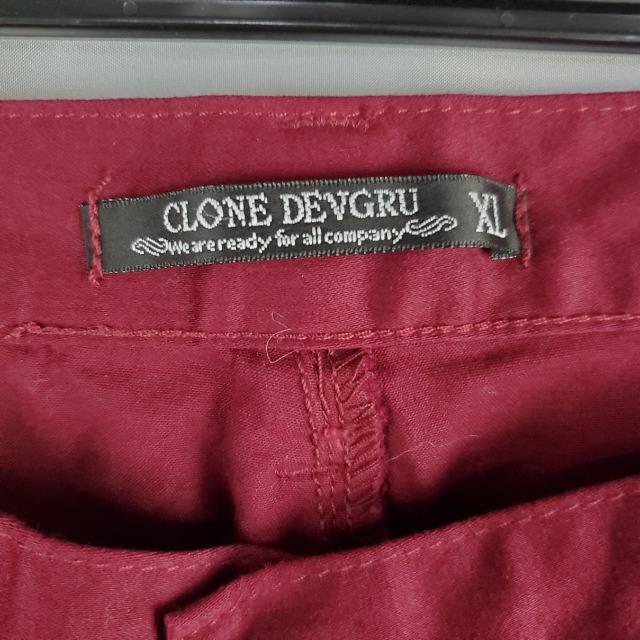 CLONE DEVGRU
We are ready for all company
XL